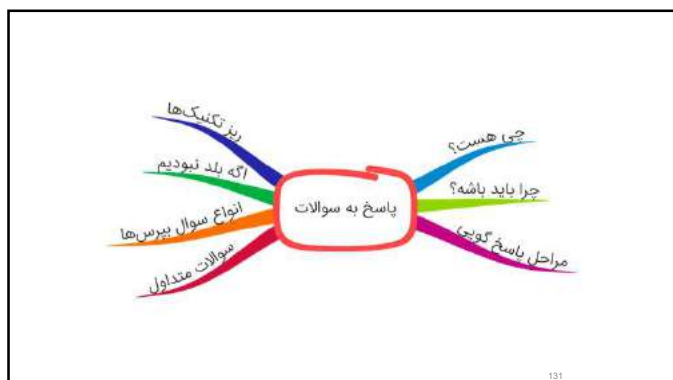 پاسخ به سوالات
چی هست؟
چرا باید باشه؟
مراحل پاسخ گویی
ریز تکنیک‌ها
اگه بلد نبودیم
انواع سوال بپرس‌ها
سوالات متداول
131